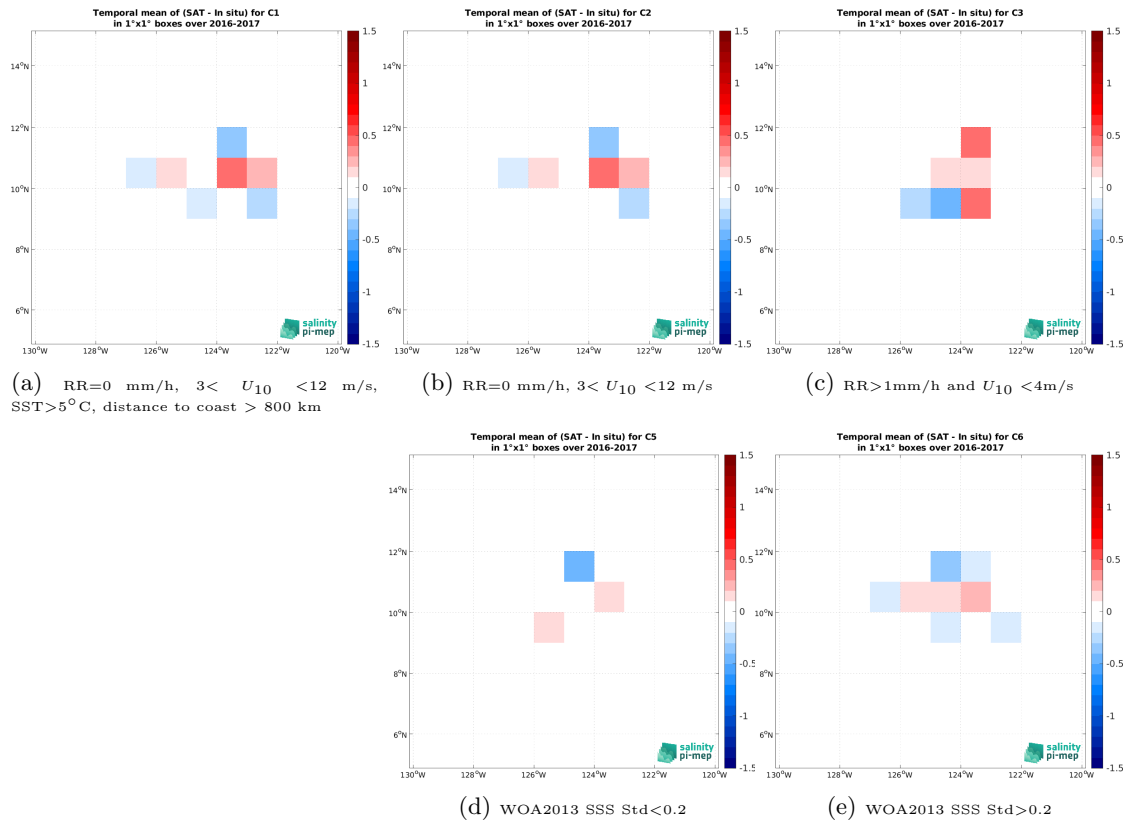 Temporal mean of (SAT - In situ) for C1
in 1°x1° boxes over 2016-2017
14°N
12°N
10°N
8°N
6°N
130°W 128°W 126°W 124°W 122°W 120°W
1.5
1
0.5
0
-0.5
-1
-1.5
salinity
pi-mep
(a) RR=0 mm/h, 3< U10 <12 m/s,
SST>5°C, distance to coast > 800 km
Temporal mean of (SAT - In situ) for C2
in 1°x1° boxes over 2016-2017
14°N
12°N
10°N
8°N
6°N
130°W 128°W 126°W 124°W 122°W 120°W
1.5
1
0.5
0
-0.5
-1
-1.5
salinity
pi-mep
(b) RR=0 mm/h, 3< U10 <12 m/s
Temporal mean of (SAT - In situ) for C3
in 1°x1° boxes over 2016-2017
14°N
12°N
10°N
8°N
6°N
130°W 128°W 126°W 124°W 122°W 120°W
1.5
1
0.5
0
-0.5
-1
-1.5
salinity
pi-mep
(c) RR>1mm/h and U10 <4m/s
Temporal mean of (SAT - In situ) for C5
in 1°x1° boxes over 2016-2017
14°N
12°N
10°N
8°N
6°N
130°W 128°W 126°W 124°W 122°W 120°W
1.5
1
0.5
0
-0.5
-1
-1.5
salinity
pi-mep
(d) WOA2013 SSS Std<0.2
Temporal mean of (SAT - In situ) for C6
in 1°x1° boxes over 2016-2017
14°N
12°N
10°N
8°N
6°N
130°W 128°W 126°W 124°W 122°W 120°W
1.5
1
0.5
0
-0.5
-1
-1.5
salinity
pi-mep
(e) WOA2013 SSS Std>0.2